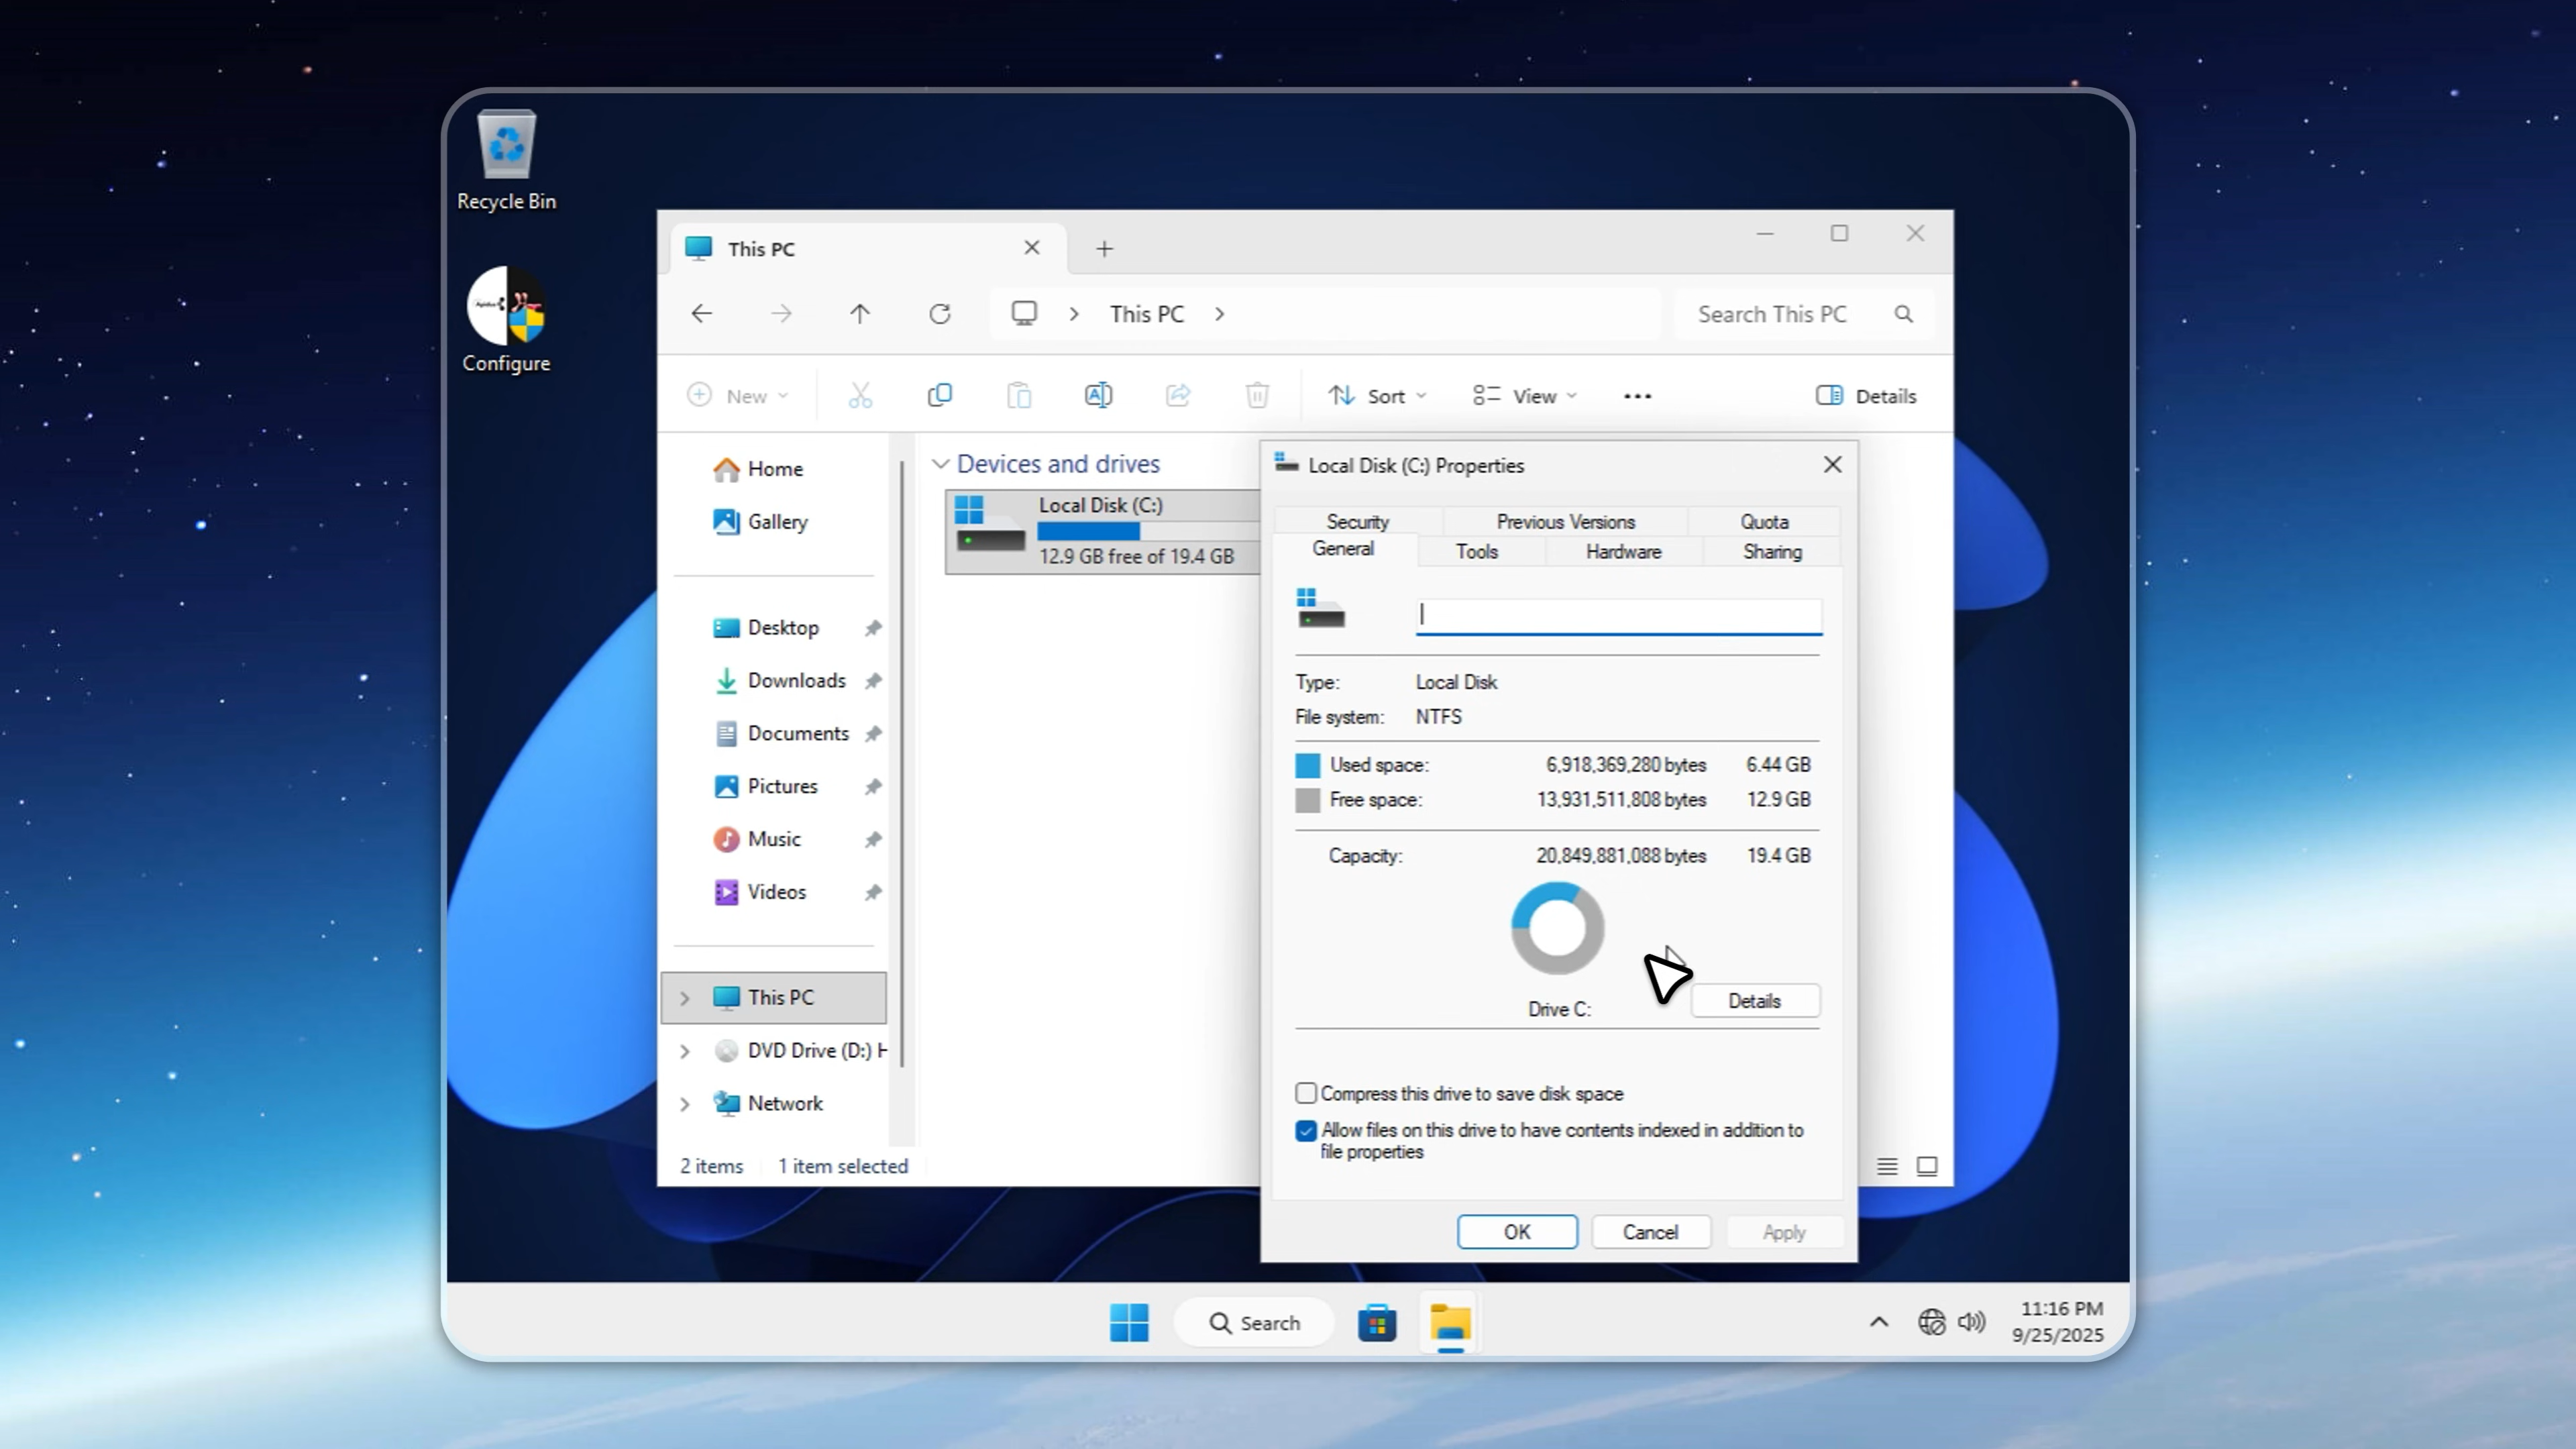 Recycle Bin
Configure
This PC
This PC
Search This PC
New
Sort
View
Details
Home
Gallery
Desktop
Downloads
Documents
Pictures
Music
Videos
This PC
DVD Drive (D:) H
Network
Devices and drives
Local Disk (C:)
12.9 GB free of 19.4 GB
2 items 1 item selected
Local Disk (C:) Properties
Security Previous Versions Quota
General Tools Hardware Sharing
Type: Local Disk
File system: NTFS
Used space: 6,918,369,280 bytes 6.44 GB
Free space: 13,931,511,808 bytes 12.9 GB
Capacity: 20,849,881,088 bytes 19.4 GB
Drive C:
Details
Compress this drive to save disk space
Allow files on this drive to have contents indexed in addition to
file properties
OK Cancel Apply
Search
11:16 PM
9/25/2025